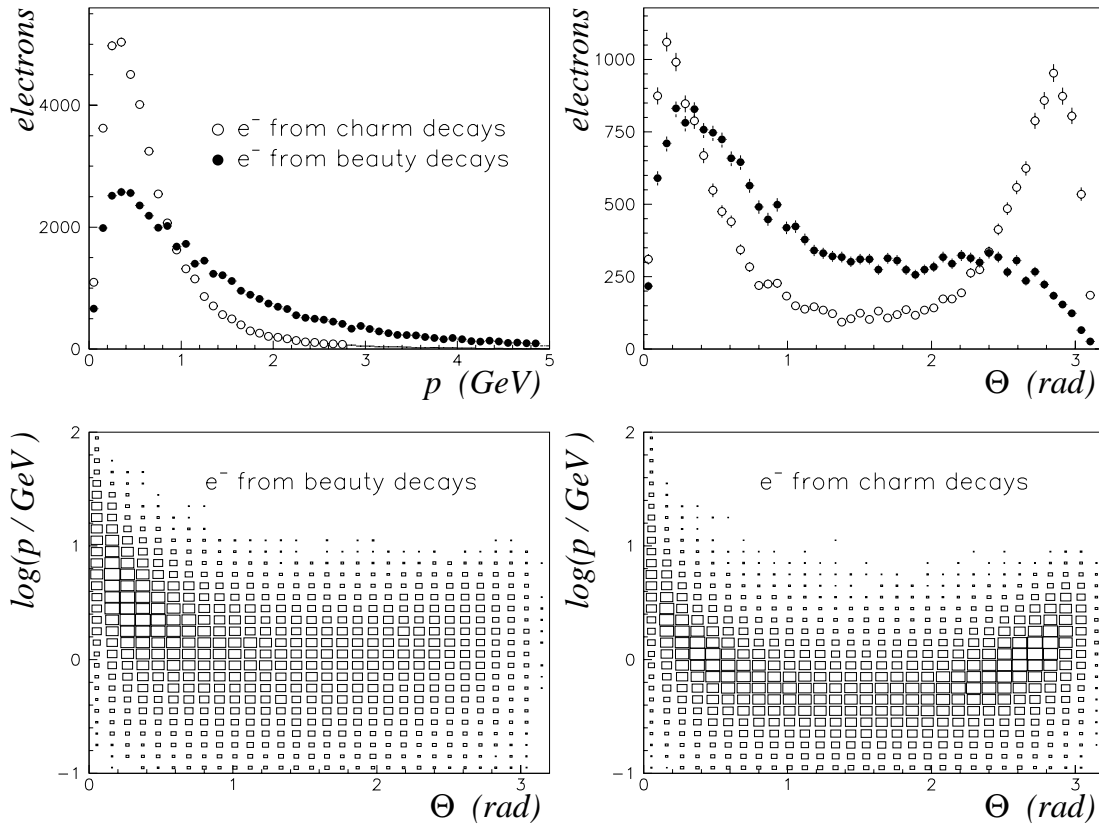 electrons
4000
2000
0
0
1
2
3
4
5
p (GeV)
e⁻ from charm decays
e⁻ from beauty decays
electrons
1000
750
500
250
0
0
1
2
3
Θ (rad)
log(p / GeV)
2
1
0
−1
0
1
2
3
Θ (rad)
e⁻ from beauty decays
log(p / GeV)
2
1
0
−1
0
1
2
3
Θ (rad)
e⁻ from charm decays